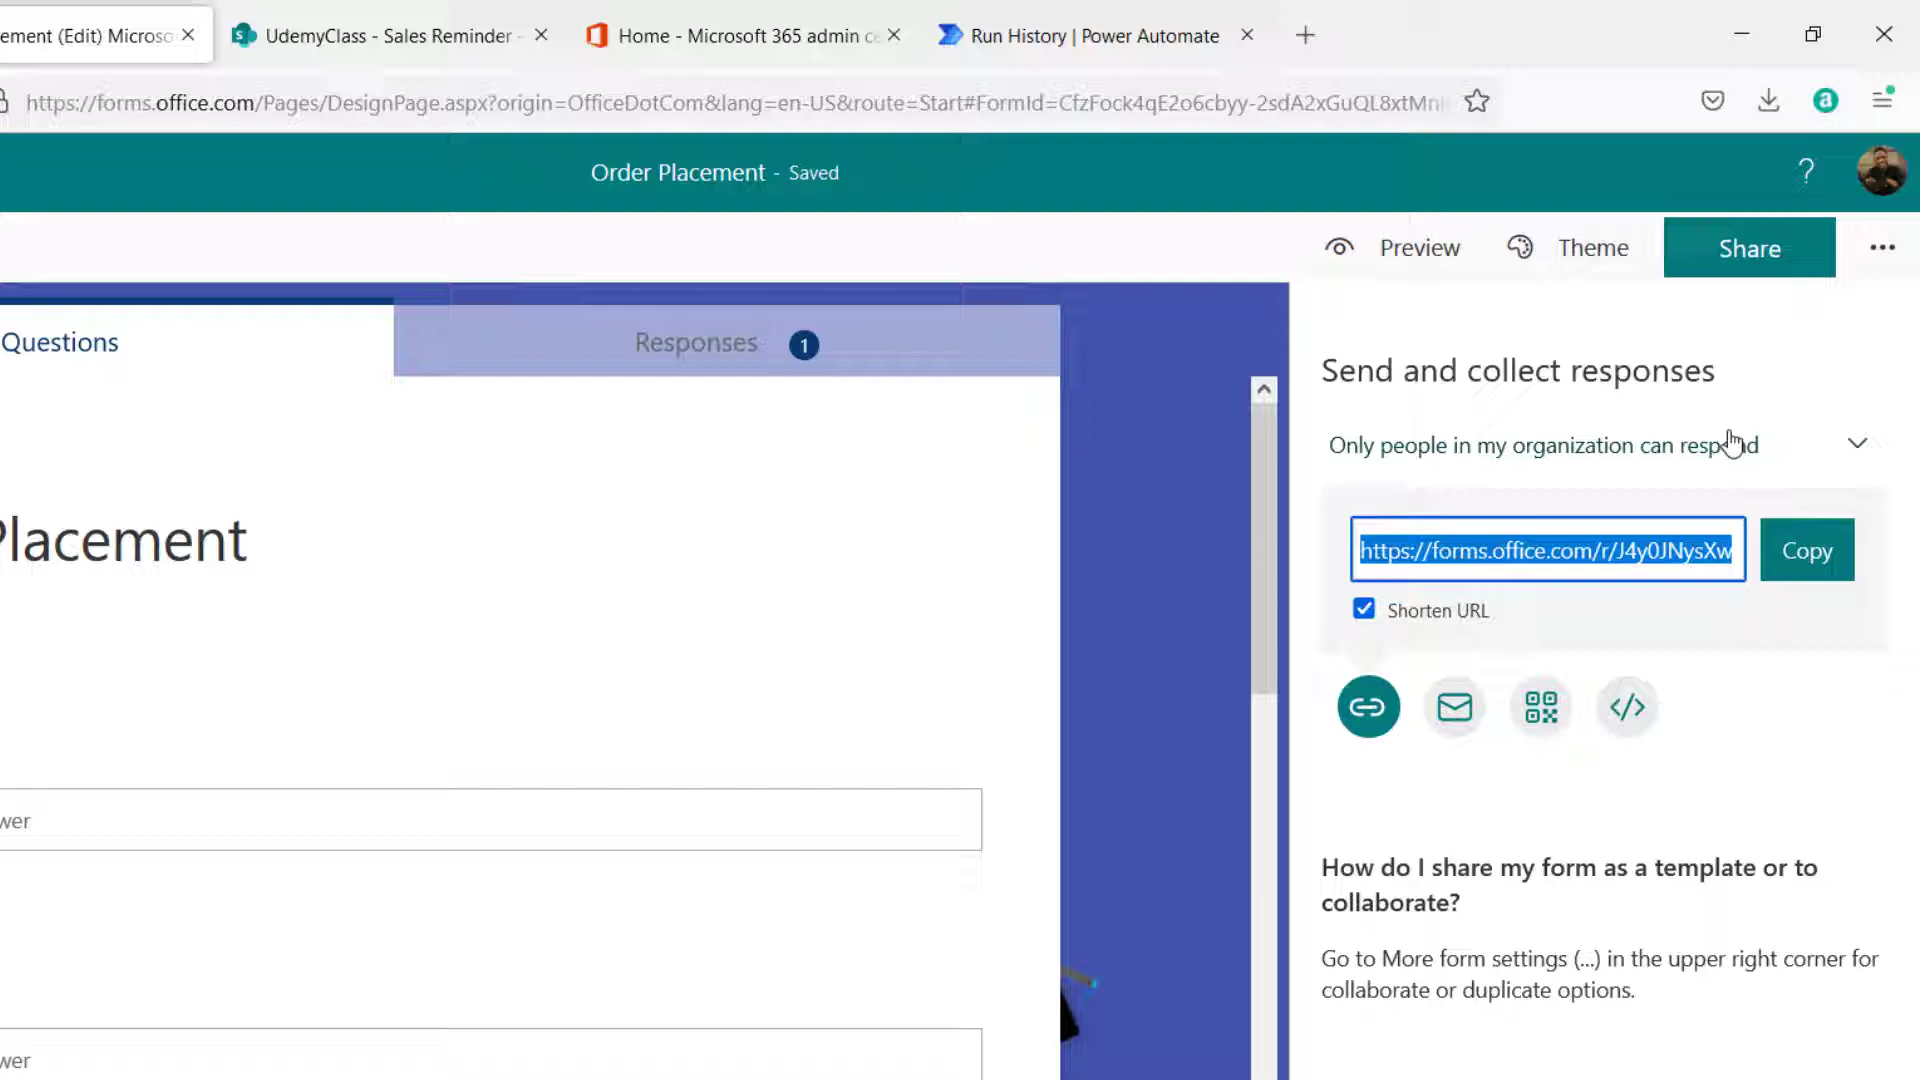 ement (Edit) Microso
UdemyClass - Sales Reminder -
Home - Microsoft 365 admin ce
Run History | Power Automate
https://forms.office.com/Pages/DesignPage.aspx?origin=OfficeDotCom&lang=en-US&route=Start#FormId=CfzFock4qE2o6cbyy-2sdA2xGuQL8xtMn
Order Placement - Saved
?
Preview
Theme
Share
Questions
Responses 1
Send and collect responses
Only people in my organization can respond
Placement
https://forms.office.com/r/J4y0JNysXw
Copy
Shorten URL
wer
How do I share my form as a template or to
collaborate?
Go to More form settings (...) in the upper right corner for
collaborate or duplicate options.
wer